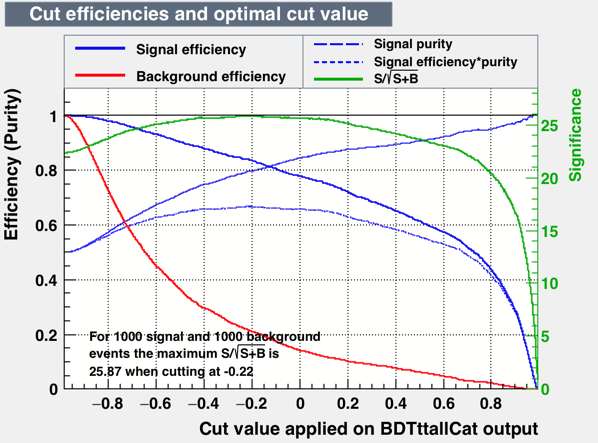 Cut efficiencies and optimal cut value
Signal efficiency
Background efficiency
Signal purity
Signal efficiency*purity
S/√S+B
Efficiency (Purity)
1
0.8
0.6
0.4
0.2
0
Significance
25
20
15
10
5
0
For 1000 signal and 1000 background
events the maximum S/√S+B is
25.87 when cutting at -0.22
−0.8 −0.6 −0.4 −0.2 0 0.2 0.4 0.6 0.8
Cut value applied on BDTttallCat output